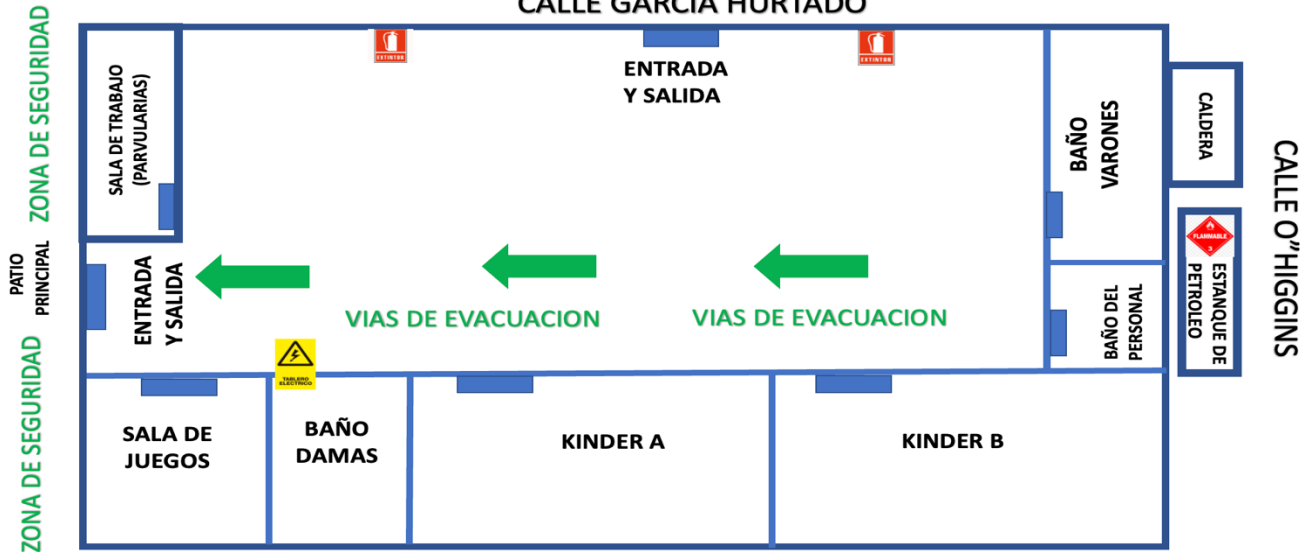 CALLE GARCIA HURTADO
ZONA DE SEGURIDAD
SALA DE TRABAJO
(PARVULARIAS)
EXTINTOR
ENTRADA
Y SALIDA
EXTINTOR
BAÑO
VARONES
CALDERA
CALLE O"HIGGINS
PATIO
PRINCIPAL
ENTRADA
Y SALIDA
VIAS DE EVACUACION
VIAS DE EVACUACION
BAÑO DEL
PERSONAL
FLAMMABLE
3
ESTANQUE DE
PETROLEO
ZONA DE SEGURIDAD
TABLERO
ELECTRICO
SALA DE
JUEGOS
BAÑO
DAMAS
KINDER A
KINDER B